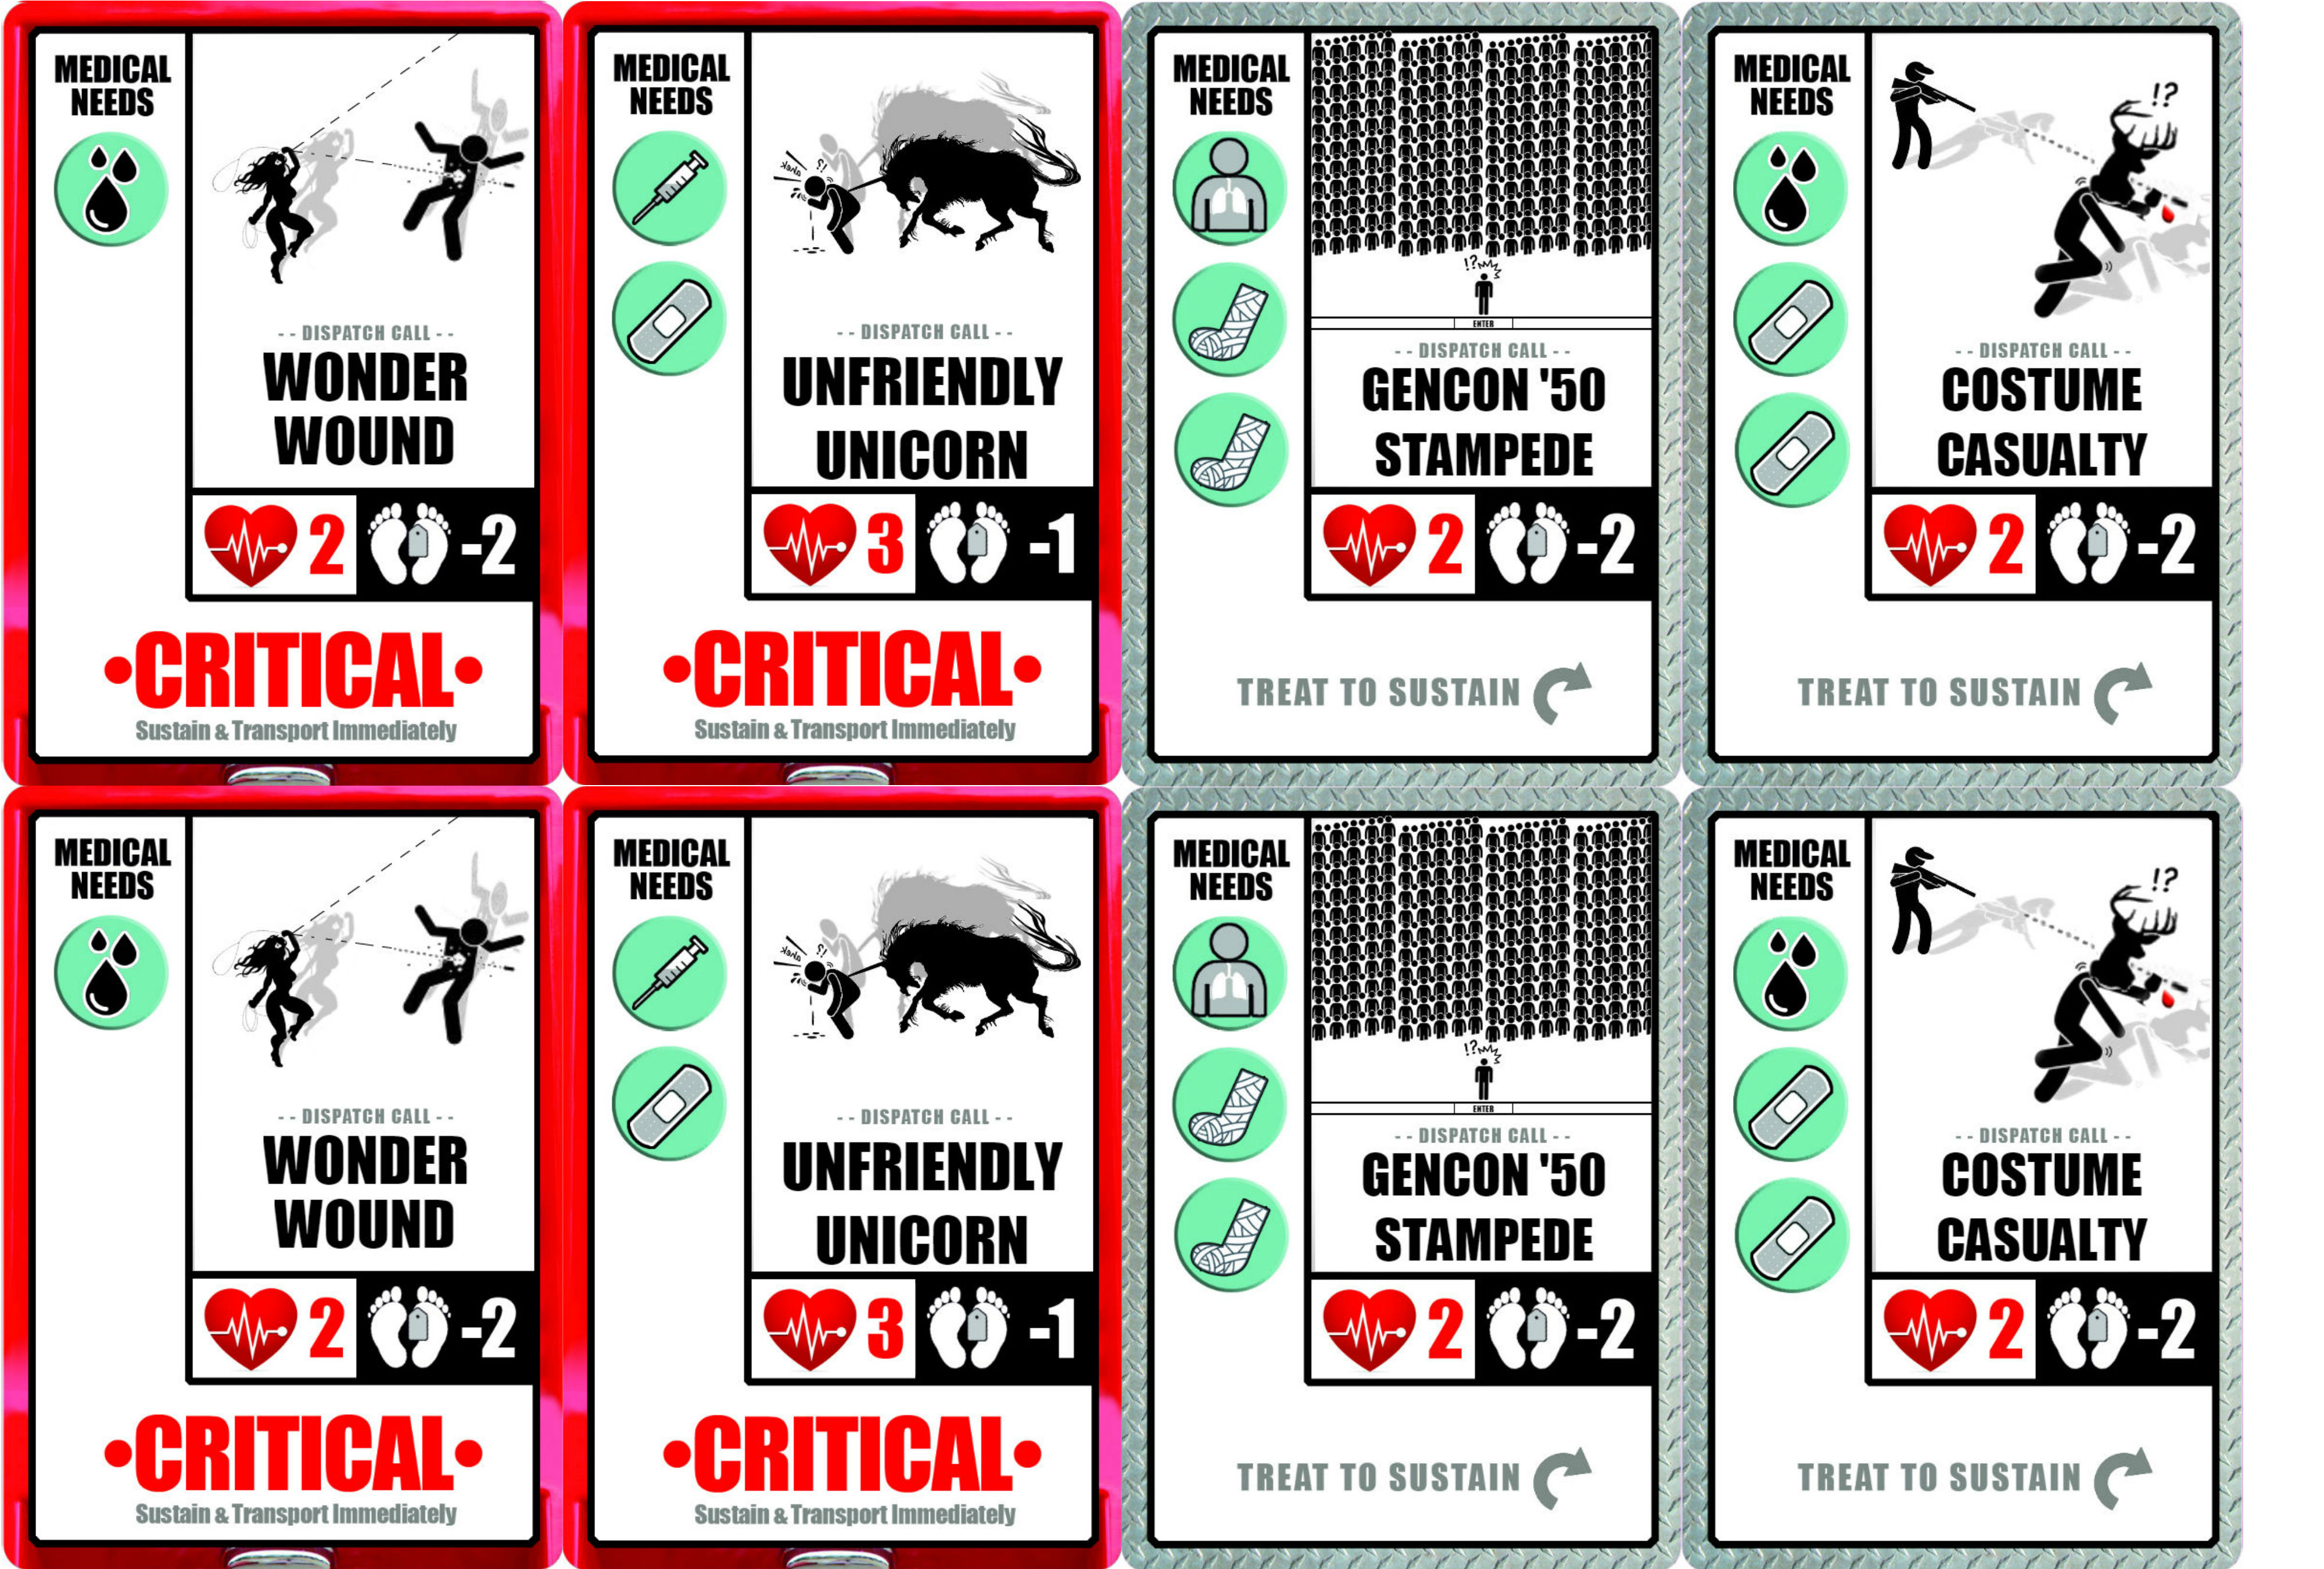 MEDICAL
NEEDS
- - DISPATCH CALL - -
WONDER
WOUND
2
-2
•CRITICAL•
Sustain & Transport Immediately
MEDICAL
NEEDS
!?
- - DISPATCH CALL - -
UNFRIENDLY
UNICORN
3
-1
•CRITICAL•
Sustain & Transport Immediately
MEDICAL
NEEDS
!?
ENTER
- - DISPATCH CALL - -
GENCON '50
STAMPEDE
2
-2
TREAT TO SUSTAIN
MEDICAL
NEEDS
!?
- - DISPATCH CALL - -
COSTUME
CASUALTY
2
-2
TREAT TO SUSTAIN
MEDICAL
NEEDS
- - DISPATCH CALL - -
WONDER
WOUND
2
-2
•CRITICAL•
Sustain & Transport Immediately
MEDICAL
NEEDS
!?
- - DISPATCH CALL - -
UNFRIENDLY
UNICORN
3
-1
•CRITICAL•
Sustain & Transport Immediately
MEDICAL
NEEDS
!?
ENTER
- - DISPATCH CALL - -
GENCON '50
STAMPEDE
2
-2
TREAT TO SUSTAIN
MEDICAL
NEEDS
!?
- - DISPATCH CALL - -
COSTUME
CASUALTY
2
-2
TREAT TO SUSTAIN